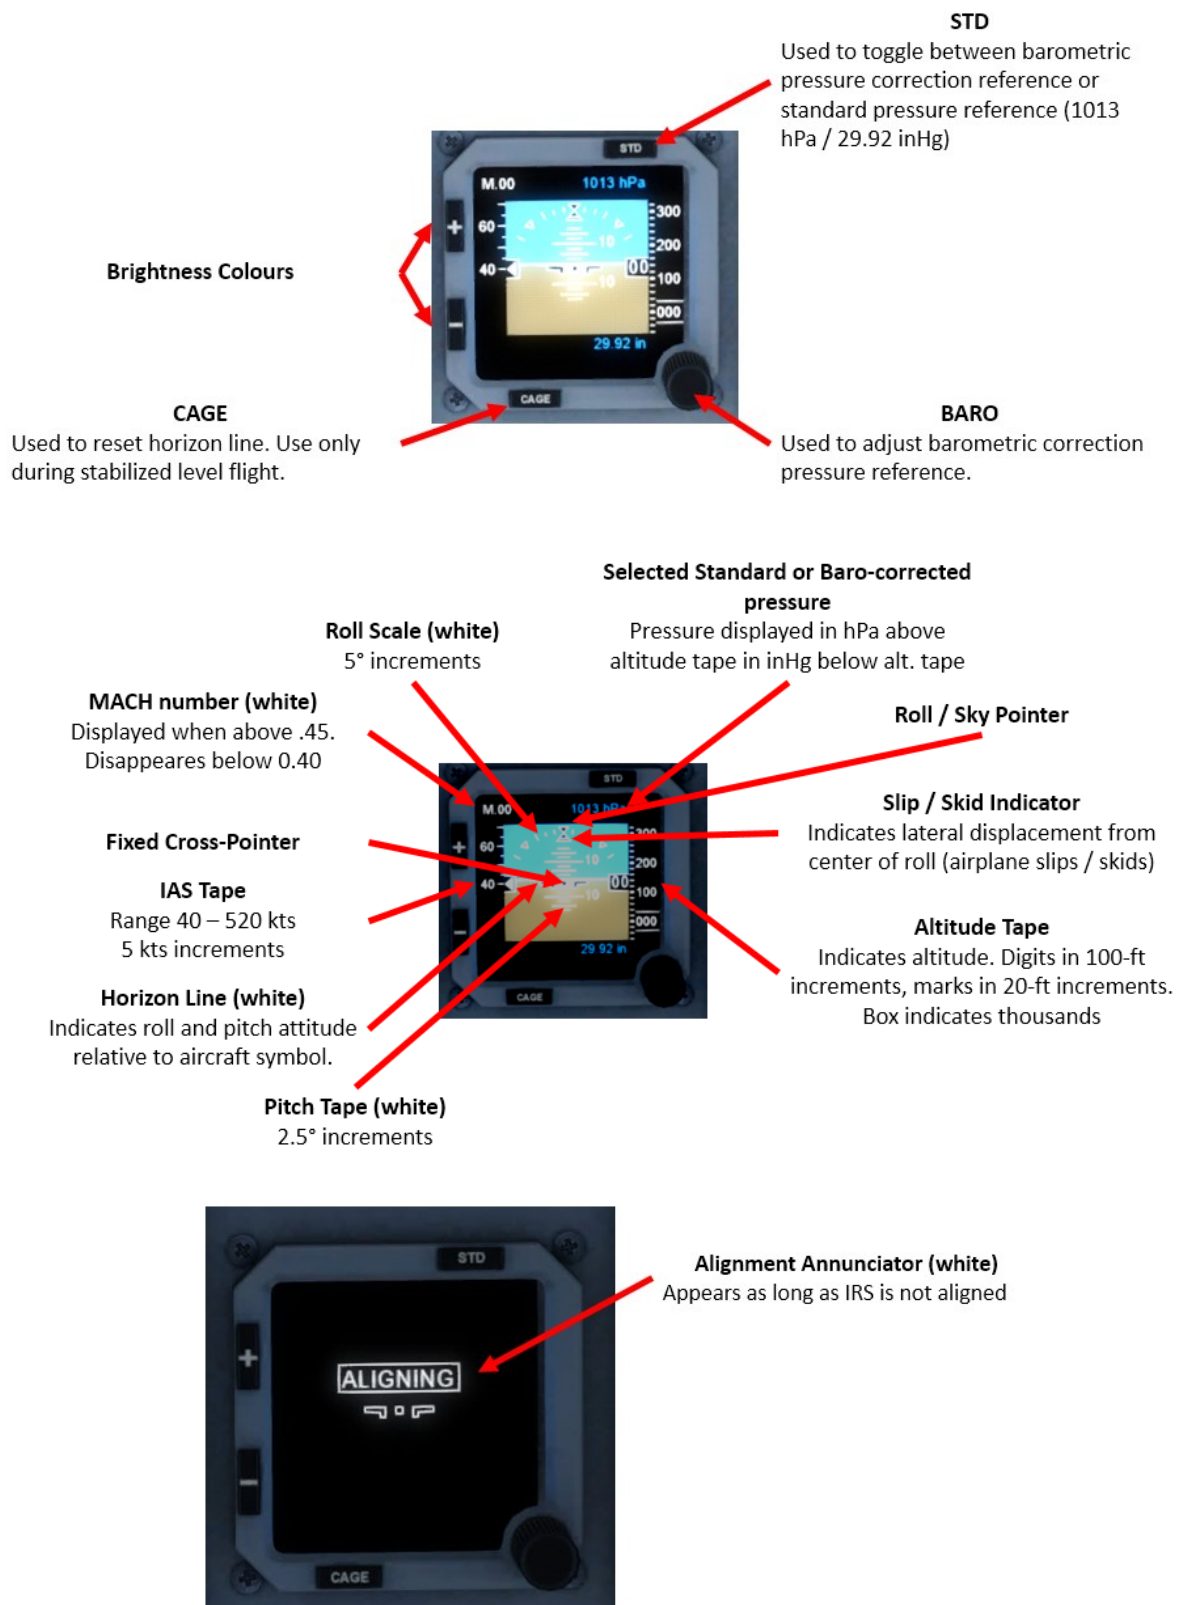 STD
Used to toggle between barometric
pressure correction reference or
standard pressure reference (1013
hPa / 29.92 inHg)
STD
M.00
1013 hPa
60
40
+
−
10
10
300
200
00
100
000
29.92 in
CAGE
Brightness Colours
CAGE
Used to reset horizon line. Use only
during stabilized level flight.
BARO
Used to adjust barometric correction
pressure reference.
Selected Standard or Baro-corrected
pressure
Pressure displayed in hPa above
altitude tape in inHg below alt. tape
Roll Scale (white)
5° increments
MACH number (white)
Displayed when above .45.
Disappeares below 0.40
Roll / Sky Pointer
Slip / Skid Indicator
Indicates lateral displacement from
center of roll (airplane slips / skids)
Fixed Cross-Pointer
IAS Tape
Range 40 – 520 kts
5 kts increments
Altitude Tape
Indicates altitude. Digits in 100-ft
increments, marks in 20-ft increments.
Box indicates thousands
Horizon Line (white)
Indicates roll and pitch attitude
relative to aircraft symbol.
Pitch Tape (white)
2.5° increments
STD
M.00
1013 hPa
60
40
+
−
10
10
300
200
00
100
000
29.92 in
CAGE
STD
+
−
ALIGNING
CAGE
Alignment Annunciator (white)
Appears as long as IRS is not aligned